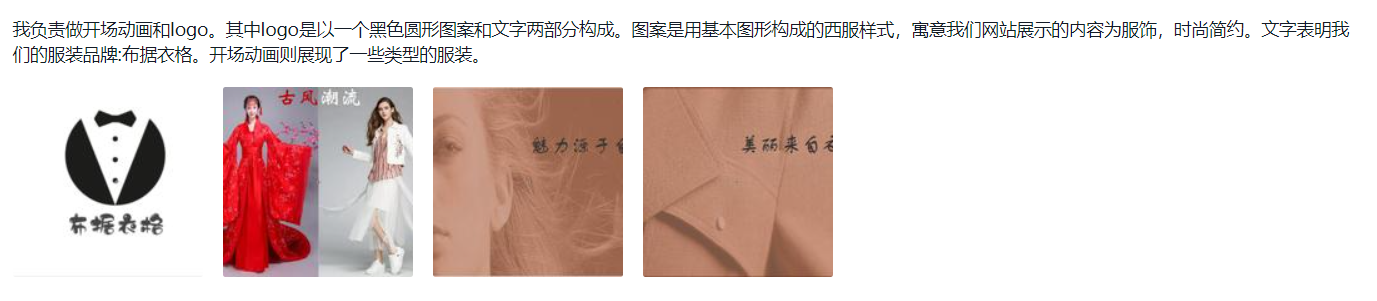 我负责做开场动画和logo。其中logo是以一个黑色圆形图案和文字两部分构成。图案是用基本图形构成的西服样式，寓意我们网站展示的内容为服饰，时尚简约。文字表明我
们的服装品牌:布据衣格。开场动画则展现了一些类型的服装。
古风潮流
魅力源于
美丽来自
布据衣格